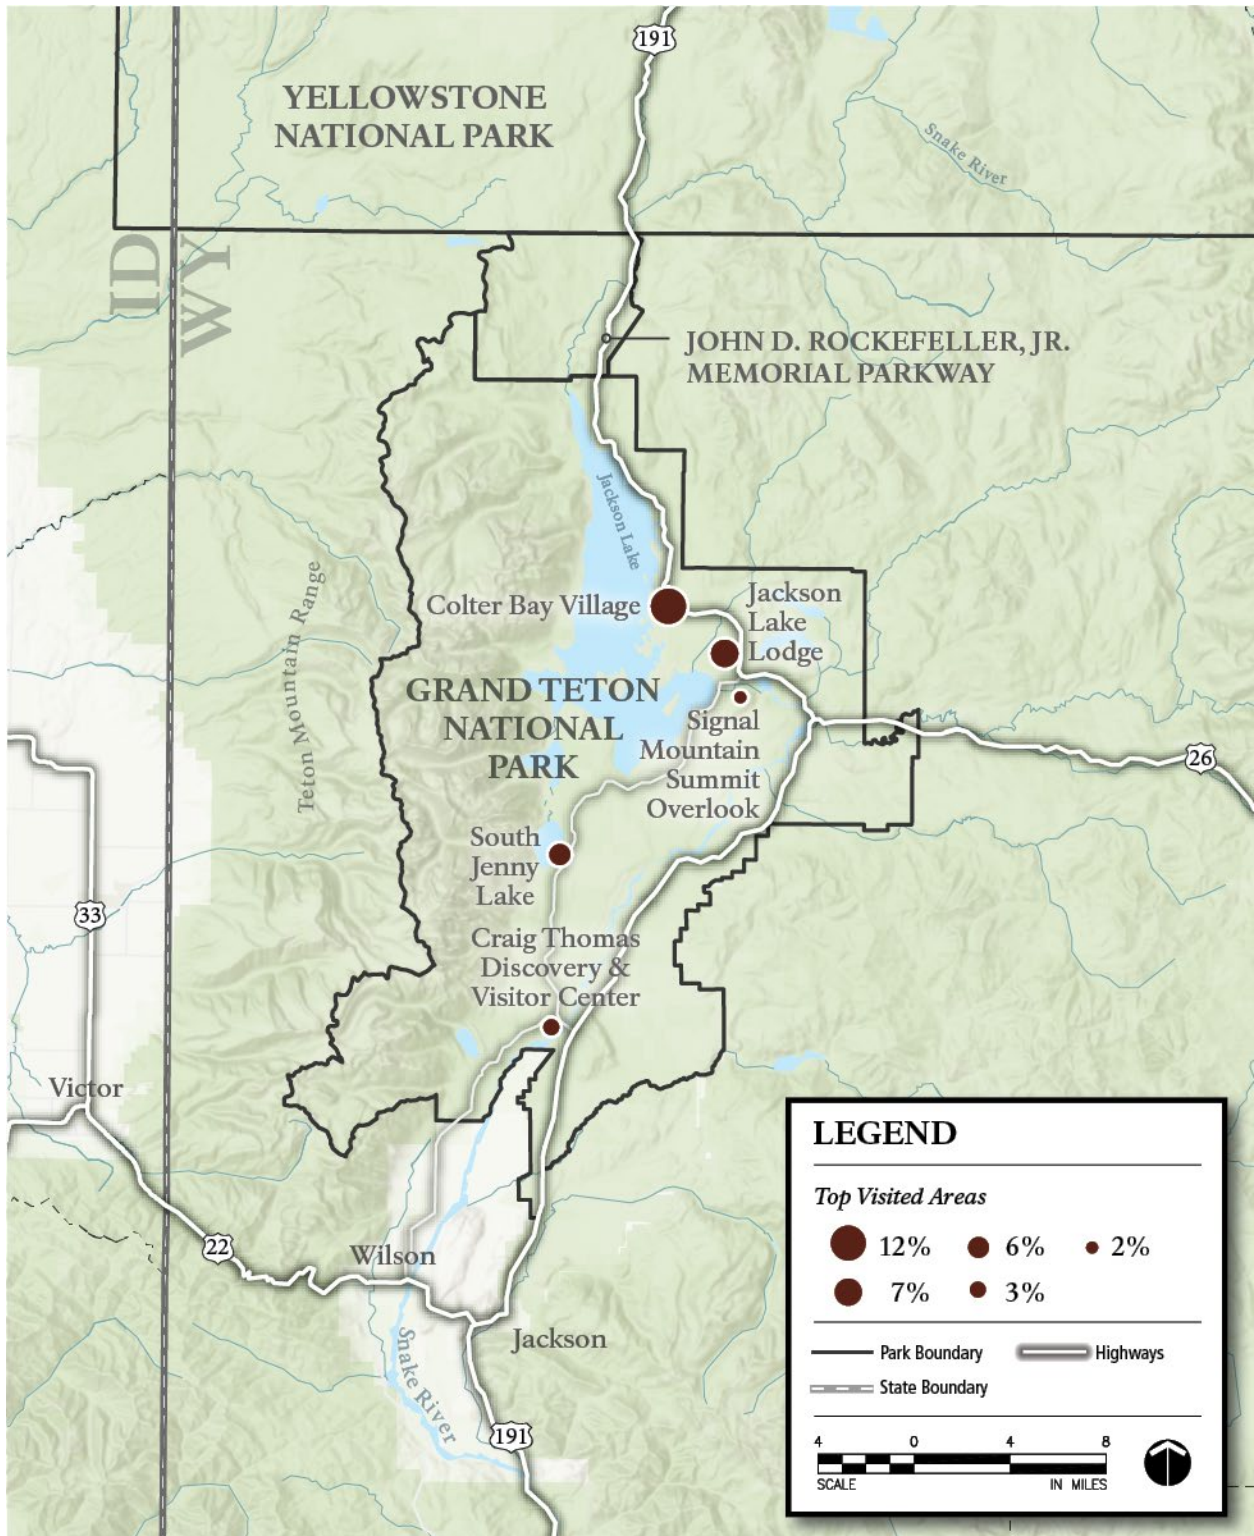 191
YELLOWSTONE
NATIONAL PARK
Snake River
ID
WY
JOHN D. ROCKEFELLER, JR.
MEMORIAL PARKWAY
Jackson Lake
Teton Mountain Range
Colter Bay Village
Jackson
Lake
Lodge
GRAND TETON
NATIONAL
PARK
Signal
Mountain
Summit
Overlook
26
South
Jenny
Lake
33
Craig Thomas
Discovery &
Visitor Center
Victor
22
Wilson
Jackson
Snake River
191
LEGEND
Top Visited Areas
12% 6% 2%
7% 3%
Park Boundary Highways
State Boundary
4 0 4 8
SCALE IN MILES